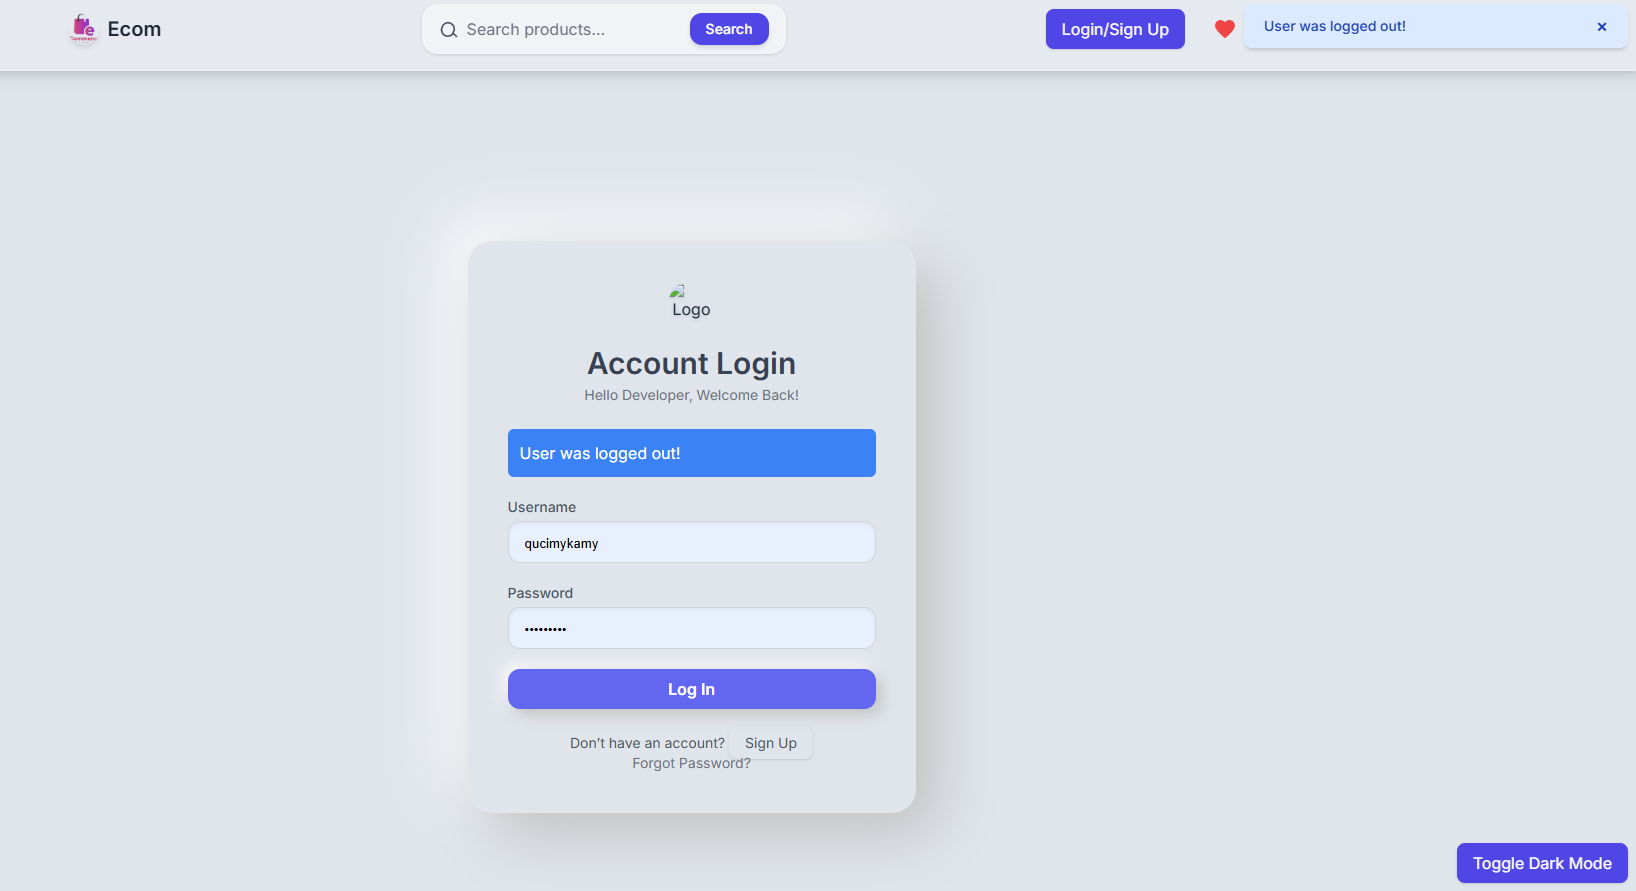 Ecom
Search products...
Search
Login/Sign Up
User was logged out!
Logo
Account Login
Hello Developer, Welcome Back!
User was logged out!
Username
qucimykamy
Password
•••••••••
Log In
Don't have an account? Sign Up
Forgot Password?
Toggle Dark Mode